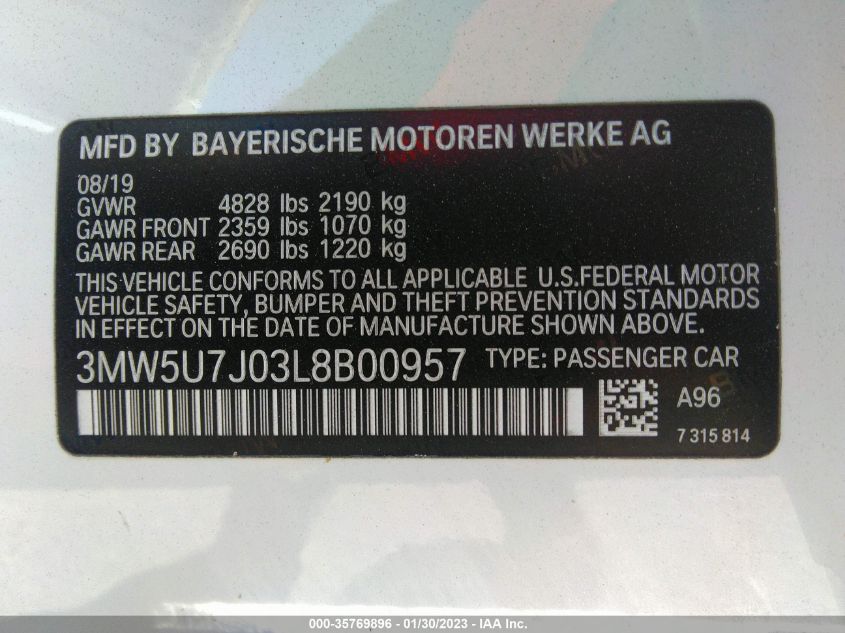 MFD BY BAYERISCHE MOTOREN WERKE AG
08/19
GVWR 4828 lbs 2190 kg
GAWR FRONT 2359 lbs 1070 kg
GAWR REAR 2690 lbs 1220 kg
THIS VEHICLE CONFORMS TO ALL APPLICABLE U.S.FEDERAL MOTOR
VEHICLE SAFETY, BUMPER AND THEFT PREVENTION STANDARDS
IN EFFECT ON THE DATE OF MANUFACTURE SHOWN ABOVE.
3MW5U7J03L8B00957 TYPE: PASSENGER CAR
A96
7 315 814
000-35769896 - 01/30/2023 - IAA Inc.